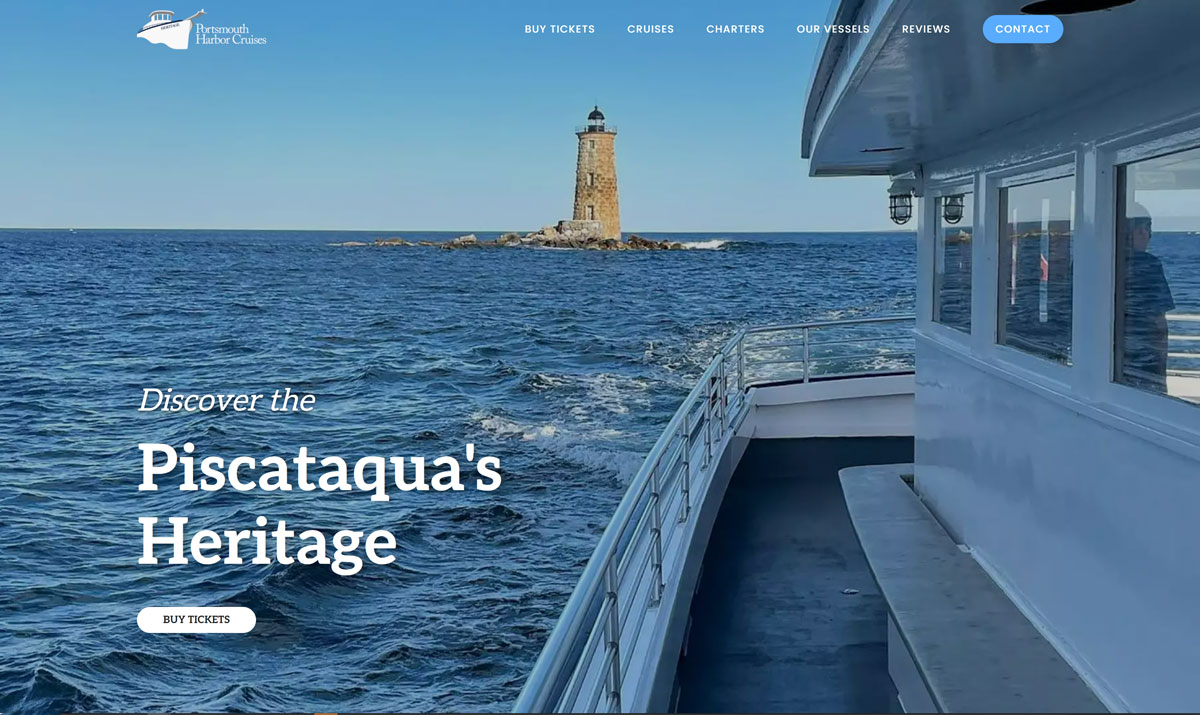 Portsmouth
Harbor Cruises
BUY TICKETS
CRUISES
CHARTERS
OUR VESSELS
REVIEWS
CONTACT
Discover the
Piscataqua's
Heritage
BUY TICKETS